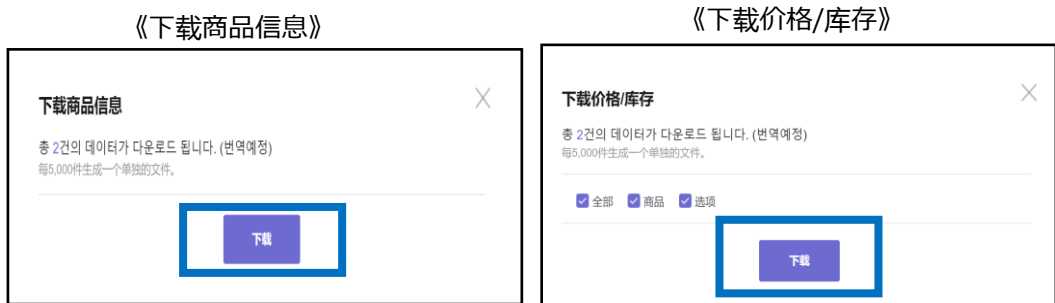 《下载商品信息》
下载商品信息
X
총 2건의 데이터가 다운로드 됩니다. (번역예정)
每5,000件生成一个单独的文件。
下载
《下载价格/库存》
下载价格/库存
X
총 2건의 데이터가 다운로드 됩니다. (번역예정)
每5,000件生成一个单独的文件。
全部 商品 选项
下载